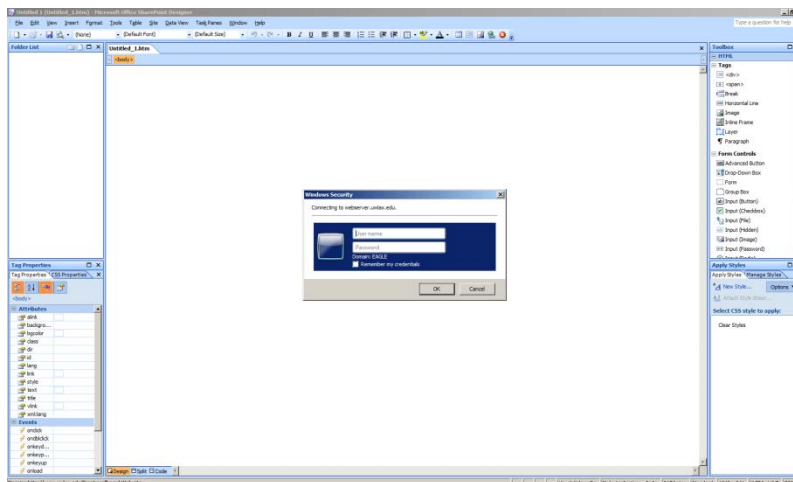 Untitled 1 (Untitled_1.htm) - Microsoft Office SharePoint Designer
File Edit View Insert Format Tools Table Site Data View Task Panes Window Help
Type a question for help
(None) (Default Font) (Default Size) B I U
Folder List
Untitled_1.htm
<body>
Toolbox
HTML
Tags
<div>
<span>
Break
Horizontal Line
Image
Inline Frame
Layer
Paragraph
Form Controls
Advanced Button
Drop-Down Box
Form
Group Box
Input (Button)
Input (Checkbox)
Input (File)
Input (Hidden)
Input (Image)
Input (Password)
Windows Security
Connecting to webserver.uwlax.edu.
User name
Password
Domain: EAGLE
Remember my credentials
OK Cancel
Tag Properties
Tag Properties CSS Properties
<body>
Attributes
alink
backgro...
bgcolor
class
dir
id
lang
link
style
text
title
vlink
xml:lang
Events
onclick
ondblclick
onkeyd...
onkeyp...
onkeyup
onload
Apply Styles
Apply Styles Manage Styles
New Style... Options
Attach Style Sheet...
Select CSS style to apply:
Clear Styles
Design Split Code